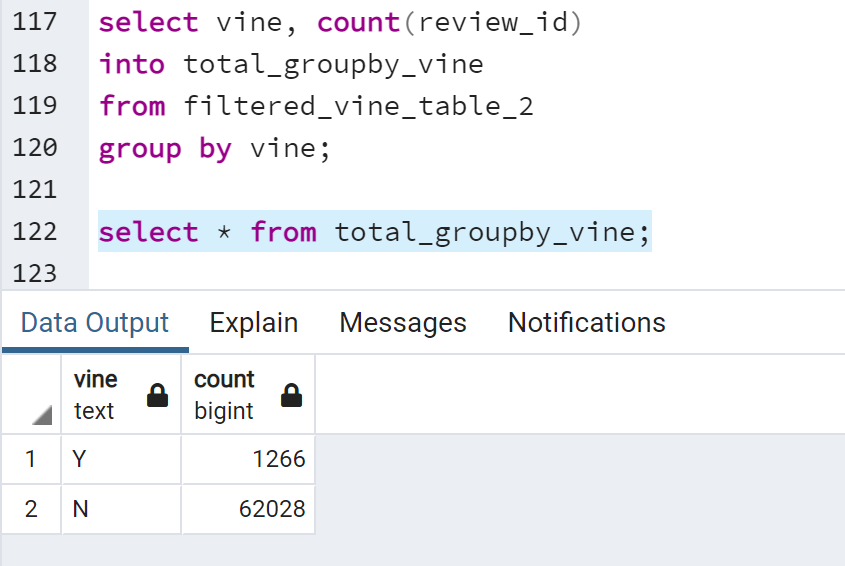 117 select vine, count(review_id)
118 into total_groupby_vine
119 from filtered_vine_table_2
120 group by vine;
121
122 select * from total_groupby_vine;
123
Data Output Explain Messages Notifications
vine count
text bigint
1 Y 1266
2 N 62028